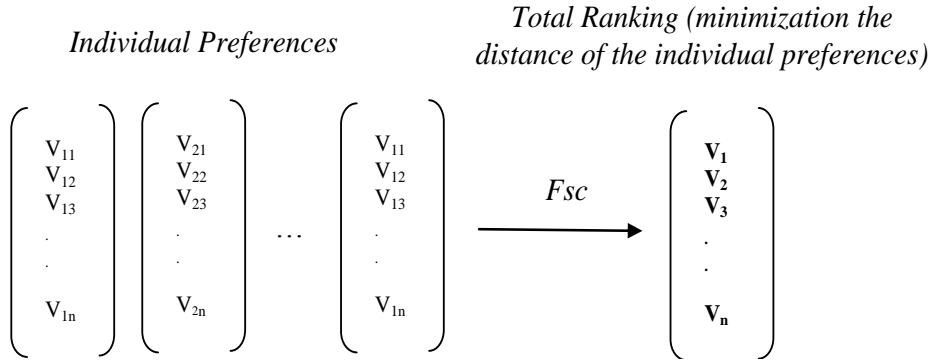 Individual Preferences
Total Ranking (minimization the
distance of the individual preferences)
V11 V21 V11 V1
V12 V22 V12 V2
V13 V23 V13 Fsc V3
. . . .
... 
. . . .
V1n V2n V1n Vn